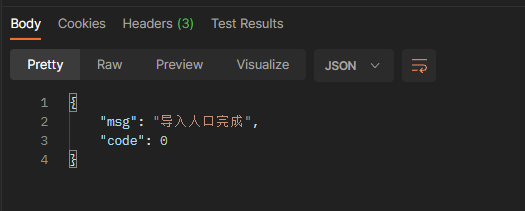 Body Cookies Headers (3) Test Results
Pretty Raw Preview Visualize JSON
1 {
2 "msg": "导入人口完成",
3 "code": 0
4 }